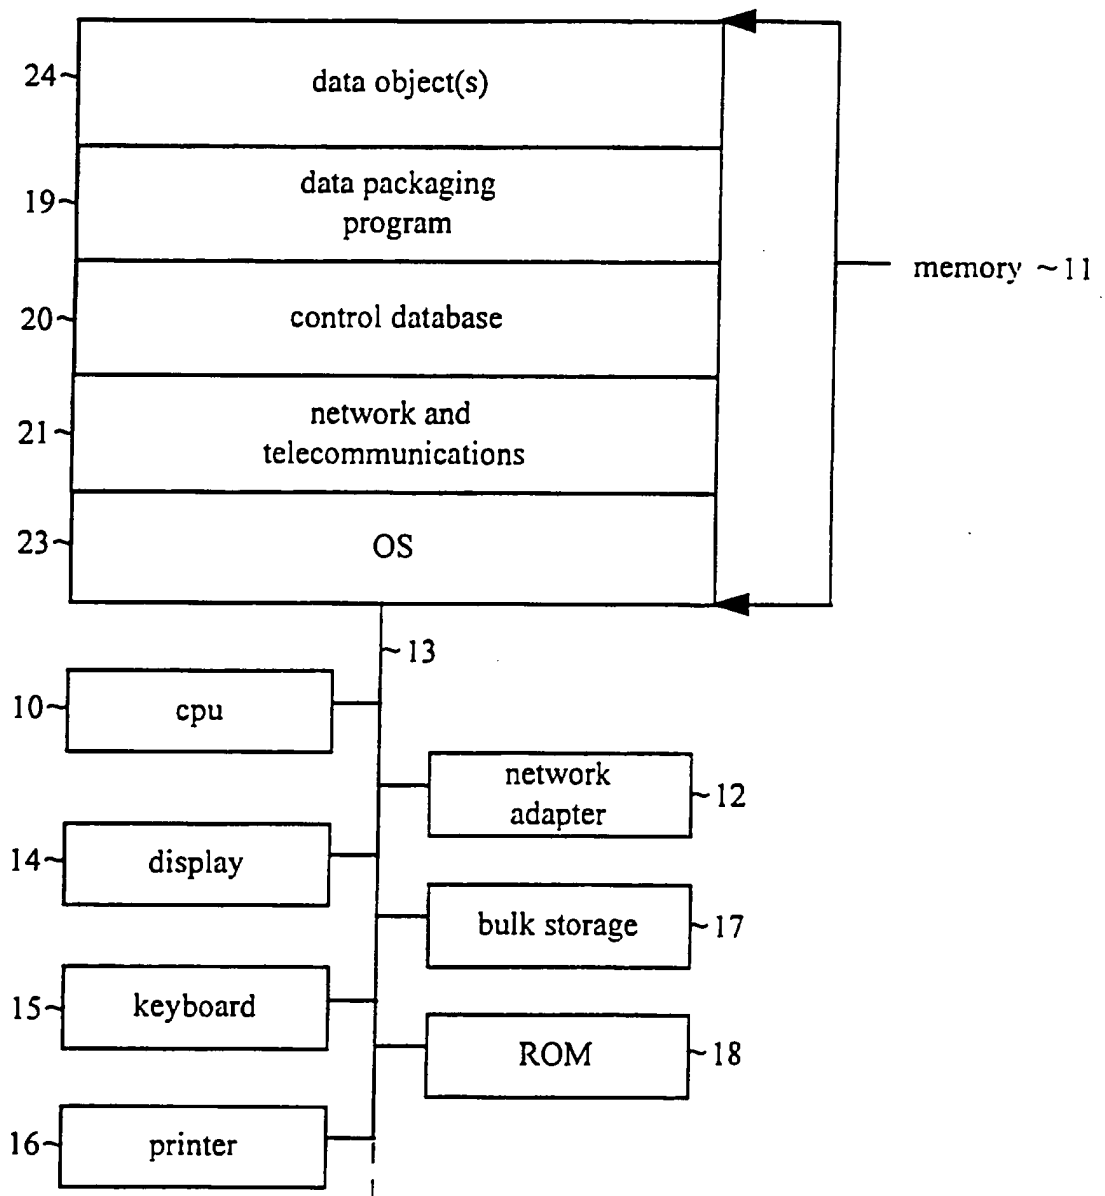 24~ data object(s)
19~ data packaging
program
memory ~11
20~ control database
21~ network and
telecommunications
23~ OS
~13
10~ cpu
network
adapter ~12
14~ display
bulk storage ~17
15~ keyboard
ROM ~18
16~ printer